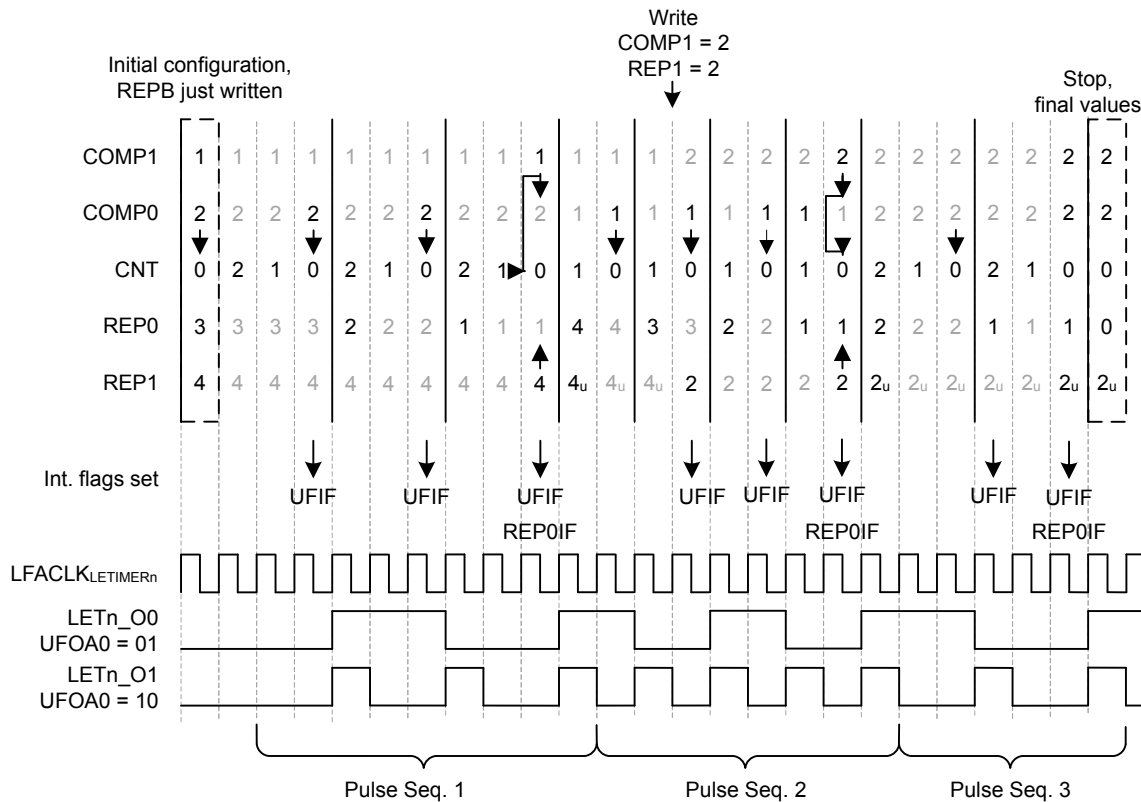 Write
COMP1 = 2
REP1 = 2
Initial configuration,
REPB just written
Stop,
final values
COMP1 1 1 1 1 1 1 1 1 1 1 1 1 1 2 2 2 2 2 2 2 2 2 2 2 2
COMP0 2 2 2 2 2 2 2 2 2 2 1 1 1 1 1 1 1 1 2 2 2 2 2 2 2
CNT 0 2 1 0 2 1 0 2 1 0 1 0 1 0 1 0 1 0 2 1 0 2 1 0 0
REP0 3 3 3 3 2 2 2 1 1 1 4 4 3 3 2 2 1 1 2 2 2 1 1 1 0
REP1 4 4 4 4 4 4 4 4 4 4 4u 4u 4u 2 2 2 2 2 2u 2u 2u 2u 2u 2u 2u
Int. flags set
UFIF UFIF UFIF UFIF UFIF UFIF UFIF UFIF
REP0IF REP0IF REP0IF
LFACLKLETIMERn
LETn_O0
UFOA0 = 01
LETn_O1
UFOA0 = 10
Pulse Seq. 1 Pulse Seq. 2 Pulse Seq. 3